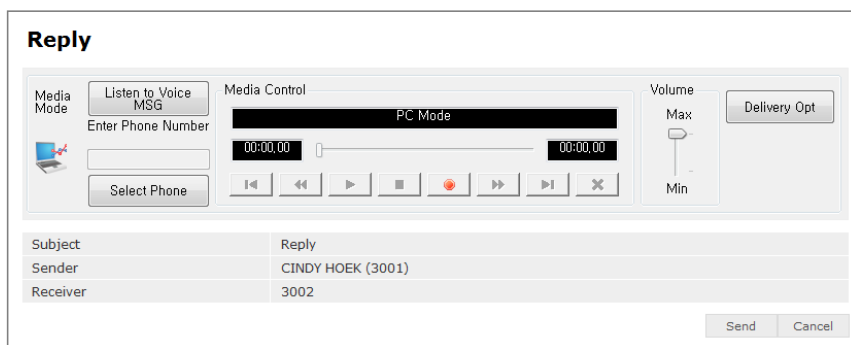 Reply
Media Mode
Listen to Voice MSG
Enter Phone Number
Select Phone
Media Control
PC Mode
00:00,00
00:00,00
Volume
Max
Min
Delivery Opt
Subject Reply
Sender CINDY HOEK (3001)
Receiver 3002
Send Cancel